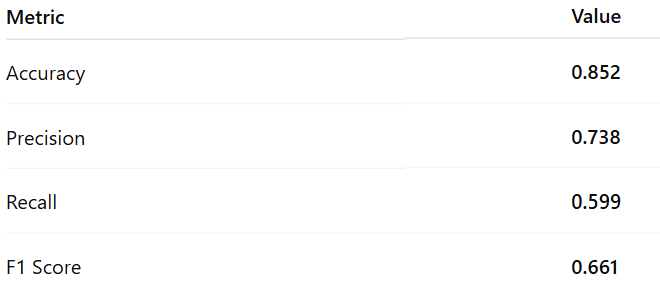 Metric Value
Accuracy 0.852
Precision 0.738
Recall 0.599
F1 Score 0.661